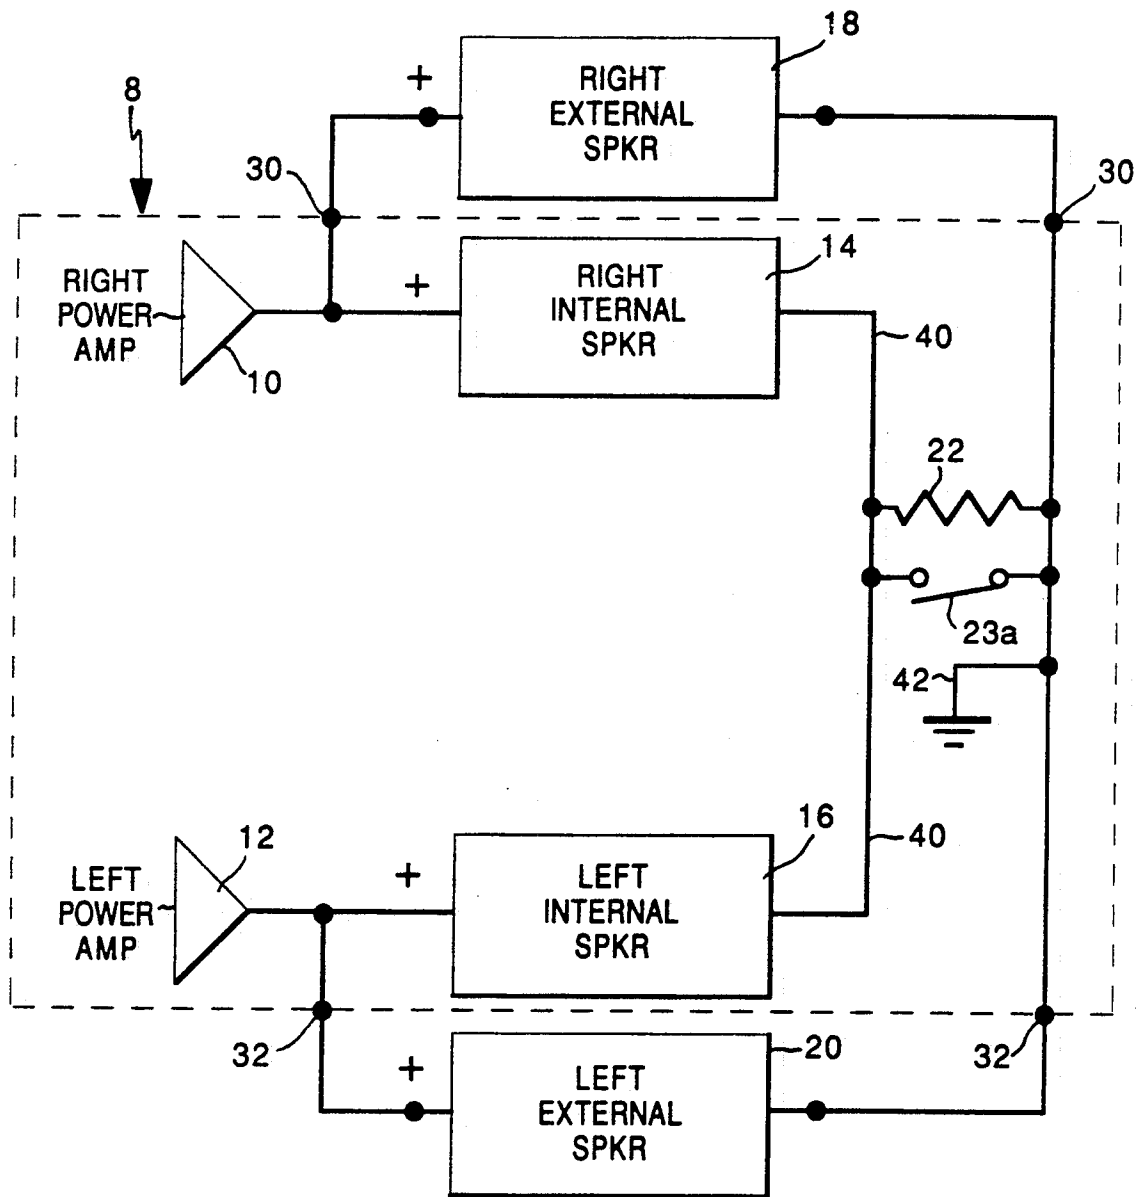 18
+
RIGHT
EXTERNAL
SPKR
8
30
30
14
+
RIGHT
INTERNAL
SPKR
RIGHT
POWER
AMP
10
40
22
23a
42
12
16
40
+
LEFT
INTERNAL
SPKR
LEFT
POWER
AMP
32
20
32
+
LEFT
EXTERNAL
SPKR